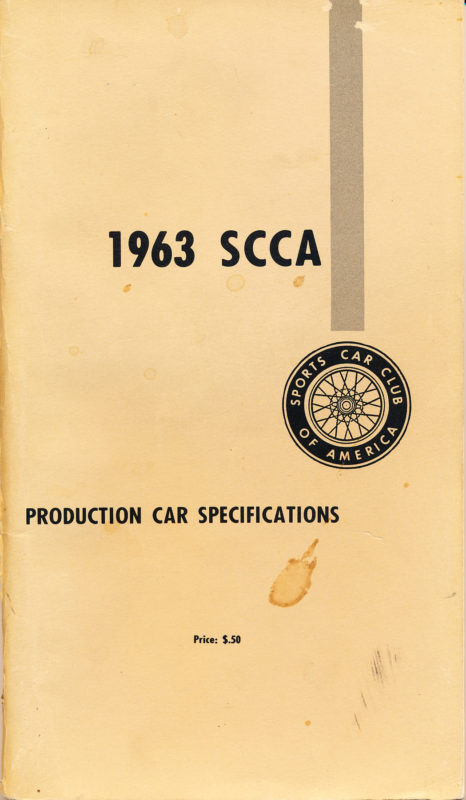 1963 SCCA
SPORTS CAR CLUB
OF AMERICA
PRODUCTION CAR SPECIFICATIONS
Price: $.50